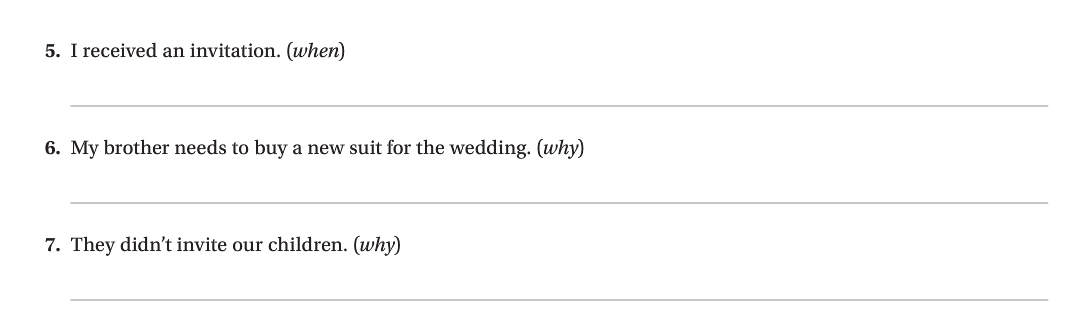 5. I received an invitation. (when)
6. My brother needs to buy a new suit for the wedding. (why)
7. They didn’t invite our children. (why)